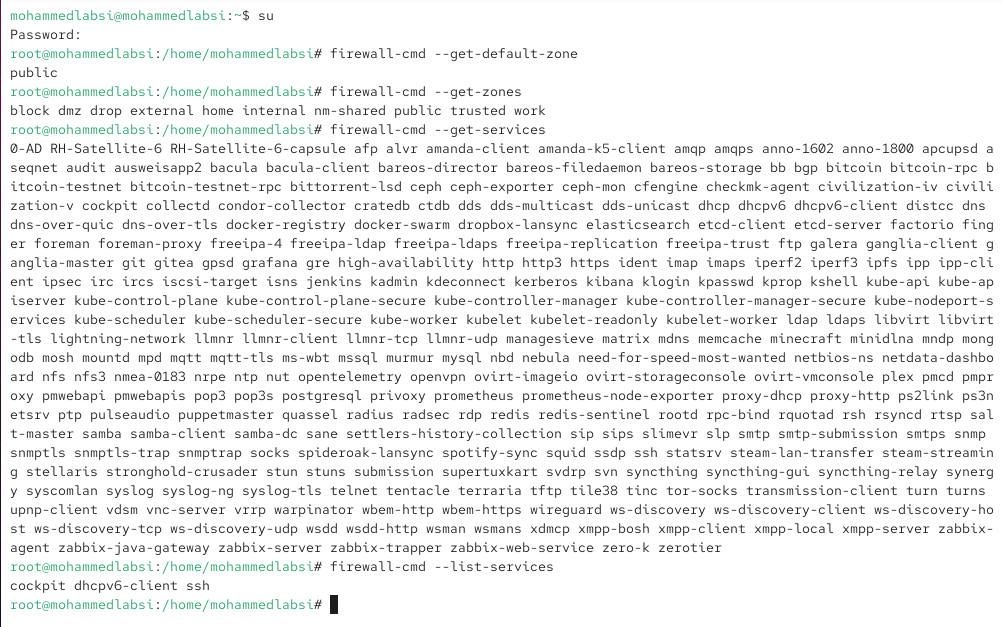 mohammedlabsi@mohammedlabsi:~$ su
Password:
root@mohammedlabsi:/home/mohammedlabsi# firewall-cmd --get-default-zone
public
root@mohammedlabsi:/home/mohammedlabsi# firewall-cmd --get-zones
block dmz drop external home internal nm-shared public trusted work
root@mohammedlabsi:/home/mohammedlabsi# firewall-cmd --get-services
0-AD RH-Satellite-6 RH-Satellite-6-capsule afp alvr amanda-client amanda-k5-client amqp amqps anno-1602 anno-1800 apcupsd a
seqnet audit ausweisapp2 bacula bacula-client bareos-director bareos-filedaemon bareos-storage bb bgp bitcoin bitcoin-rpc b
itcoin-testnet bitcoin-testnet-rpc bittorrent-lsd ceph ceph-exporter ceph-mon cfengine checkmk-agent civilization-iv civili
zation-v cockpit collectd condor-collector cratedb ctdb dds dds-multicast dds-unicast dhcp dhcpv6 dhcpv6-client distcc dns
dns-over-quic dns-over-tls docker-registry docker-swarm dropbox-lansync elasticsearch etcd-client etcd-server factorio fing
er foreman foreman-proxy freeipa-4 freeipa-ldap freeipa-ldaps freeipa-replication freeipa-trust ftp galera ganglia-client g
anglia-master git gitea gpsd grafana gre high-availability http http3 https ident imap imaps iperf2 iperf3 ipfs ipp ipp-cli
ent ipsec irc ircs iscsi-target isns jenkins kadmin kdeconnect kerberos kibana klogin kpasswd kprop kshell kube-api kube-ap
iserver kube-control-plane kube-control-plane-secure kube-controller-manager kube-controller-manager-secure kube-nodeport-s
ervices kube-scheduler kube-scheduler-secure kube-worker kubelet kubelet-readonly kubelet-worker ldap ldaps libvirt libvirt
-tls lightning-network llmnr llmnr-client llmnr-tcp llmnr-udp managesieve matrix mdns memcache minecraft minidlna mndp mong
odb mosh mountd mpd mqtt mqtt-tls ms-wbt mssql murmur mysql nbd nebula need-for-speed-most-wanted netbios-ns netdata-dashbo
ard nfs nfs3 nmea-0183 nrpe ntp nut opentelemetry openvpn ovirt-imageio ovirt-storageconsole ovirt-vmconsole plex pmcd pmpr
oxy pmwebapi pmwebapis pop3 pop3s postgresql privoxy prometheus prometheus-node-exporter proxy-dhcp proxy-http ps2link ps3n
etsrv ptp pulseaudio puppetmaster quassel radius radsec rdp redis redis-sentinel rootd rpc-bind rquotad rsh rsyncd rtsp sal
t-master samba samba-client samba-dc sane settlers-history-collection sip sips slimevr slp smtp smtp-submission smtps snmp
snmptls snmptls-trap snmptrap socks spideroak-lansync spotify-sync squid ssdp ssh statsrv steam-lan-transfer steam-streamin
g stellaris stronghold-crusader stun stuns submission supertuxkart svdrp svn syncthing syncthing-gui syncthing-relay synerg
y syscomlan syslog syslog-ng syslog-tls telnet tentacle terraria tftp tile38 tinc tor-socks transmission-client turn turns
upnp-client vdsm vnc-server vrrp warpinator wbem-http wbem-https wireguard ws-discovery ws-discovery-client ws-discovery-ho
st ws-discovery-tcp ws-discovery-udp wsdd wsdd-http wsman wsmans xdmcp xmpp-bosh xmpp-client xmpp-local xmpp-server zabbix-
agent zabbix-java-gateway zabbix-server zabbix-trapper zabbix-web-service zero-k zerotier
root@mohammedlabsi:/home/mohammedlabsi# firewall-cmd --list-services
cockpit dhcpv6-client ssh
root@mohammedlabsi:/home/mohammedlabsi#